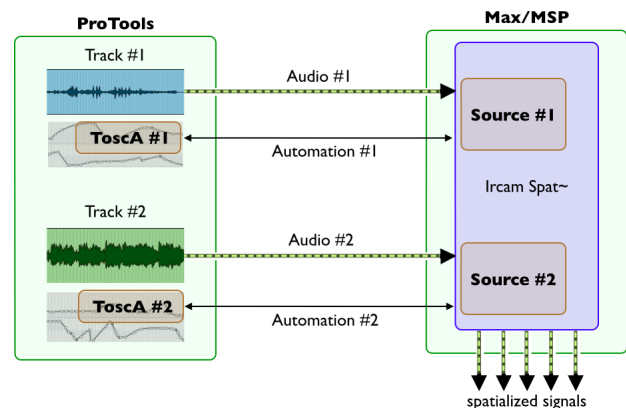 ProTools
Max/MSP
Track #1
Audio #1
Source #1
ToscA #1
Automation #1
Ircam Spat~
Track #2
Audio #2
Source #2
ToscA #2
Automation #2
spatialized signals